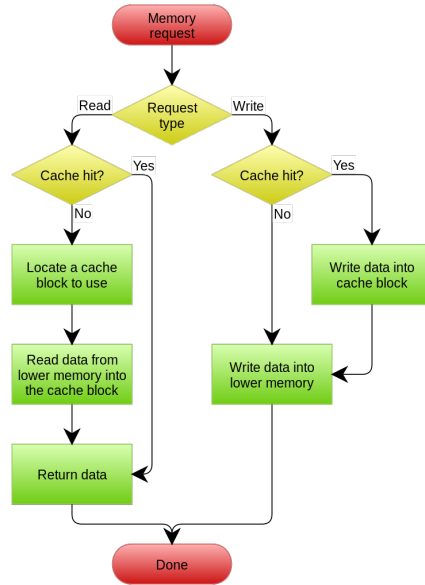 Memory
request
Read
Request
type
Write
Cache hit?
Yes
Cache hit?
Yes
No
No
Locate a cache
block to use
Write data into
cache block
Read data from
lower memory into
the cache block
Write data into
lower memory
Return data
Done